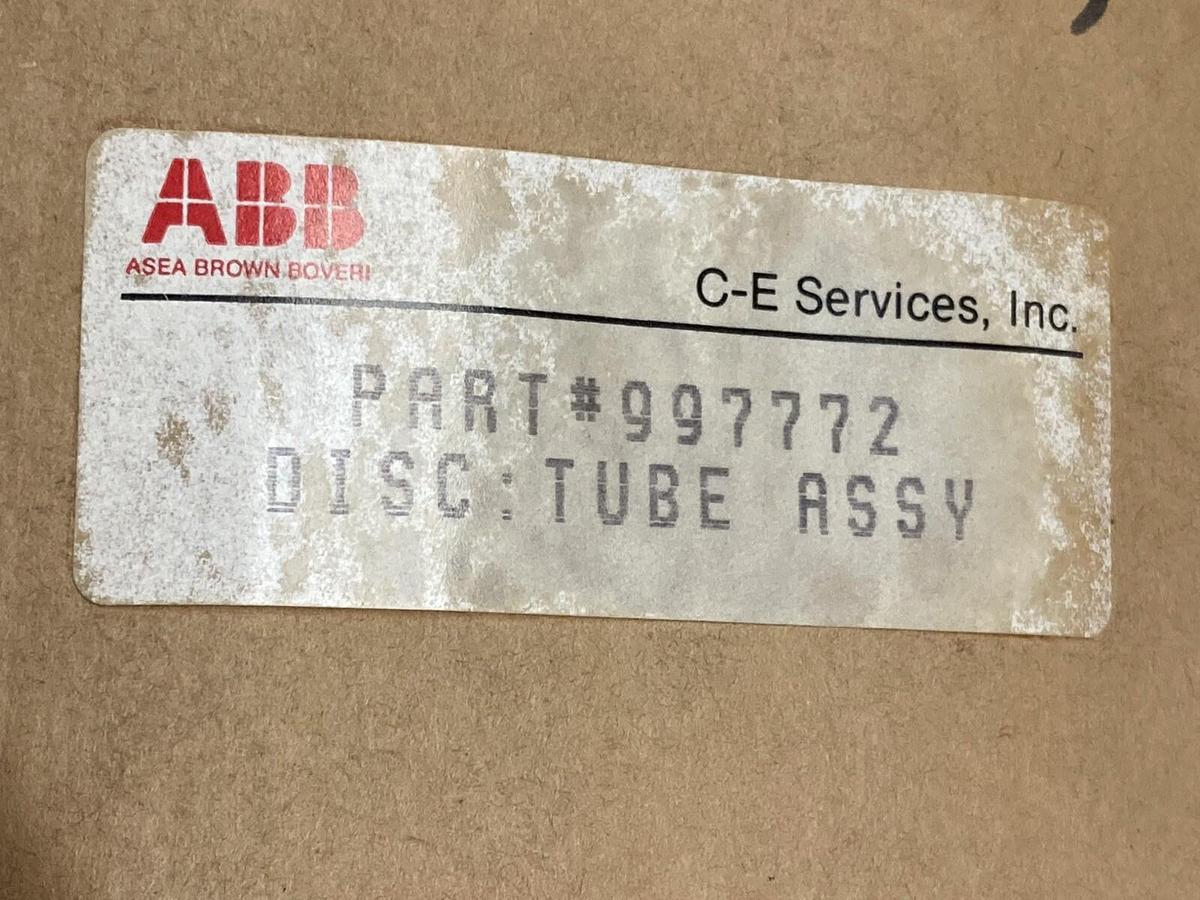 ABB
ASEA BROWN BOVERI
C-E Services, Inc.
PART#997772
DISC:TUBE ASSY